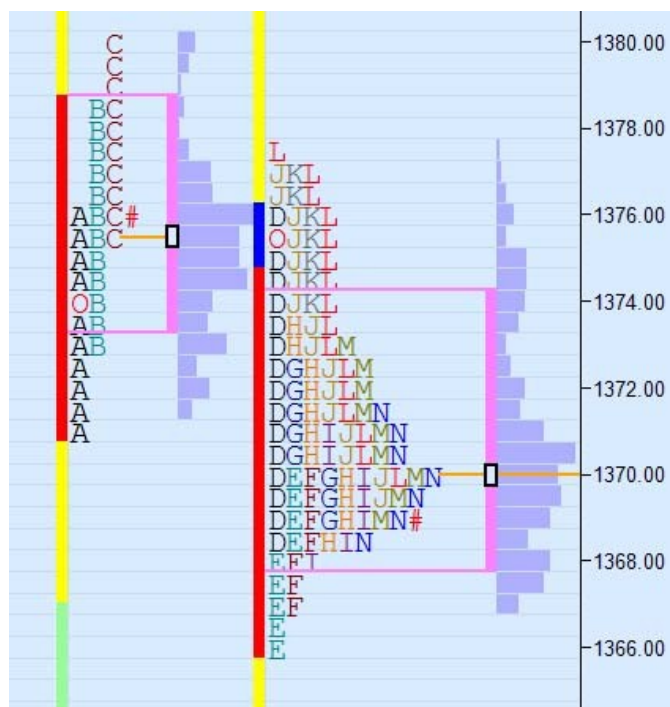 C 1380.00
C
C
BC
BC 1378.00
BC L
BC JKL
BC JKL
ABC# DJKL 1376.00
ABC OJKL
AB DJKL
AB DJKL
OB DJKL 1374.00
AB DHJL
AB DHJLM
A DGHJLM
A DGHJLM 1372.00
A DGHJLMN
A DGHIJLMN
DGHIJLMN
DEFGHIJLMN 1370.00
DEFGHIJMN
DEFGHIMN#
DEFHIN
EFI 1368.00
EF
EF
E
E 1366.00